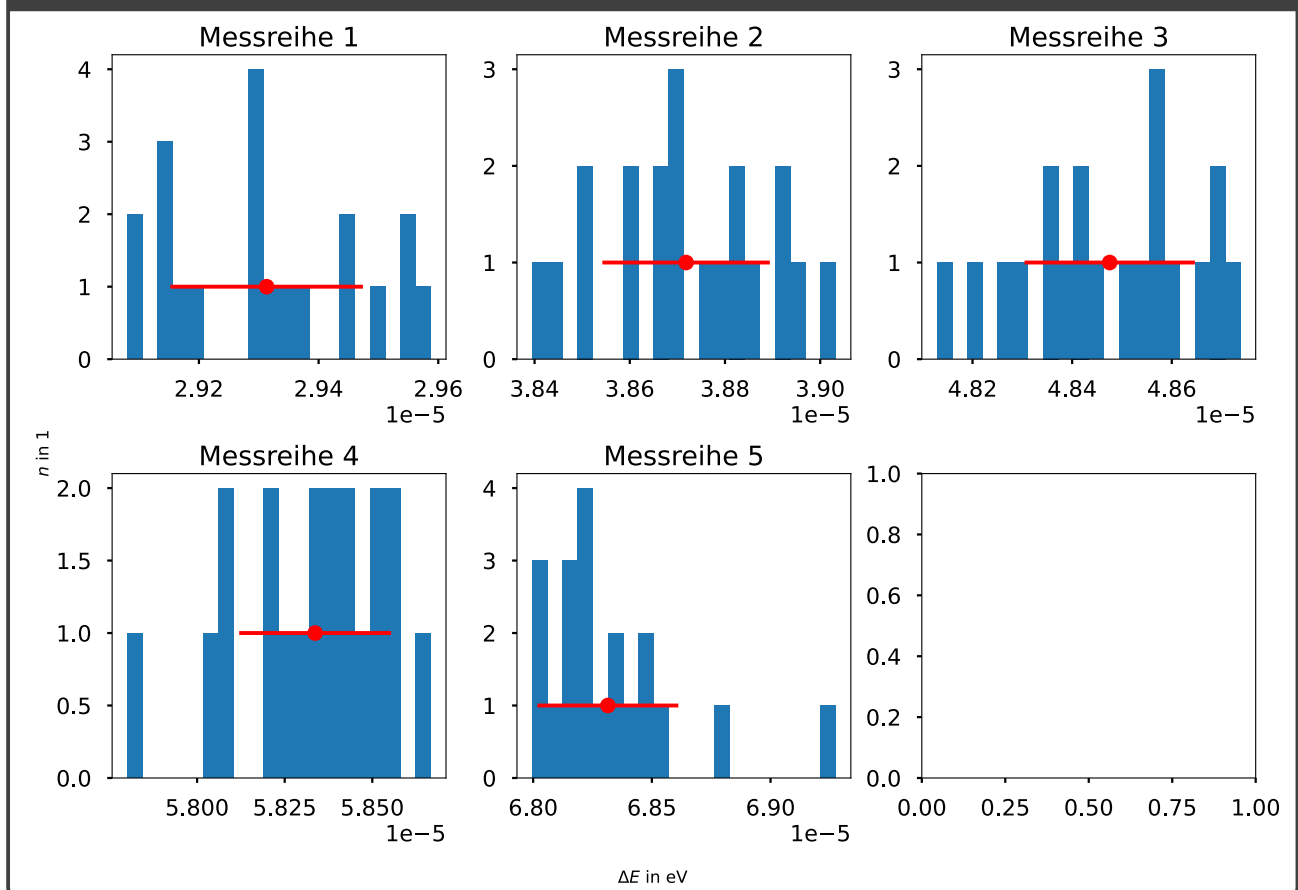 Messreihe 1
4
3
2
1
0
2.92 2.94 2.96
1e−5
Messreihe 2
3
2
1
0
3.84 3.86 3.88 3.90
1e−5
Messreihe 3
3
2
1
0
4.82 4.84 4.86
1e−5
n in 1
Messreihe 4
2.0
1.5
1.0
0.5
0.0
5.800 5.825 5.850
1e−5
Messreihe 5
4
3
2
1
0
6.80 6.85 6.90
1e−5
1.0
0.8
0.6
0.4
0.2
0.0
0.00 0.25 0.50 0.75 1.00
ΔE in eV